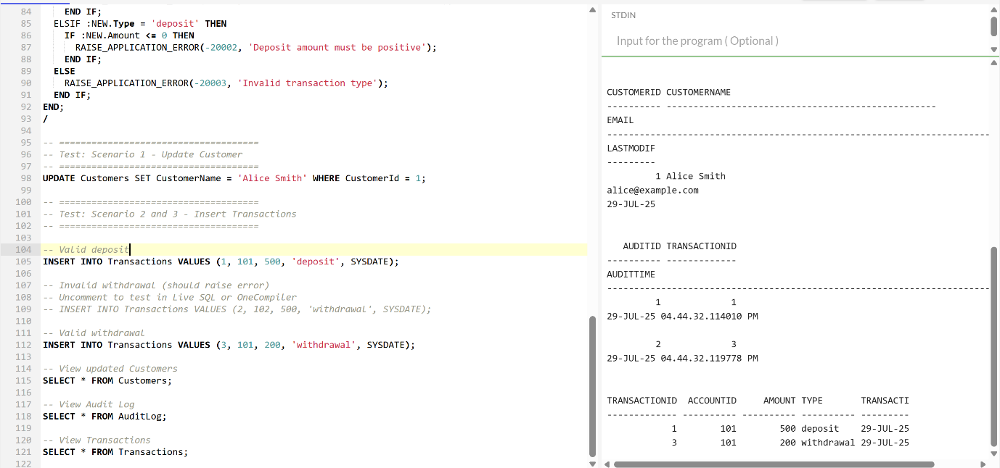 84 END IF;
85 ELSIF :NEW.Type = 'deposit' THEN
86 IF :NEW.Amount <= 0 THEN
87 RAISE_APPLICATION_ERROR(-20002, 'Deposit amount must be positive');
88 END IF;
89 ELSE
90 RAISE_APPLICATION_ERROR(-20003, 'Invalid transaction type');
91 END IF;
92 END;
93 /
94
95 -- =====================================
96 -- Test: Scenario 1 - Update Customer
97 -- =====================================
98 UPDATE Customers SET CustomerName = 'Alice Smith' WHERE CustomerId = 1;
99
100 -- =====================================
101 -- Test: Scenario 2 and 3 - Insert Transactions
102 -- =====================================
103
104 -- Valid deposit
105 INSERT INTO Transactions VALUES (1, 101, 500, 'deposit', SYSDATE);
106
107 -- Invalid withdrawal (should raise error)
108 -- Uncomment to test in Live SQL or OneCompiler
109 -- INSERT INTO Transactions VALUES (2, 102, 500, 'withdrawal', SYSDATE);
110
111 -- Valid withdrawal
112 INSERT INTO Transactions VALUES (3, 101, 200, 'withdrawal', SYSDATE);
113
114 -- View updated Customers
115 SELECT * FROM Customers;
116
117 -- View Audit Log
118 SELECT * FROM AuditLog;
119
120 -- View Transactions
121 SELECT * FROM Transactions;
122
STDIN
Input for the program ( Optional )
CUSTOMERID CUSTOMERNAME
---------- --------------------------------------------------
EMAIL
-----------------------------------------------------------------------
LASTMODIF
---------
1 Alice Smith
alice@example.com
29-JUL-25
AUDITID TRANSACTIONID
---------- -------------
AUDITTIME
-----------------------------------------------------------------------
1 1
29-JUL-25 04.44.32.114010 PM
2 3
29-JUL-25 04.44.32.119778 PM
TRANSACTIONID ACCOUNTID AMOUNT TYPE TRANSACTI
------------- ---------- ---------- ---------- ---------
1 101 500 deposit 29-JUL-25
3 101 200 withdrawal 29-JUL-25